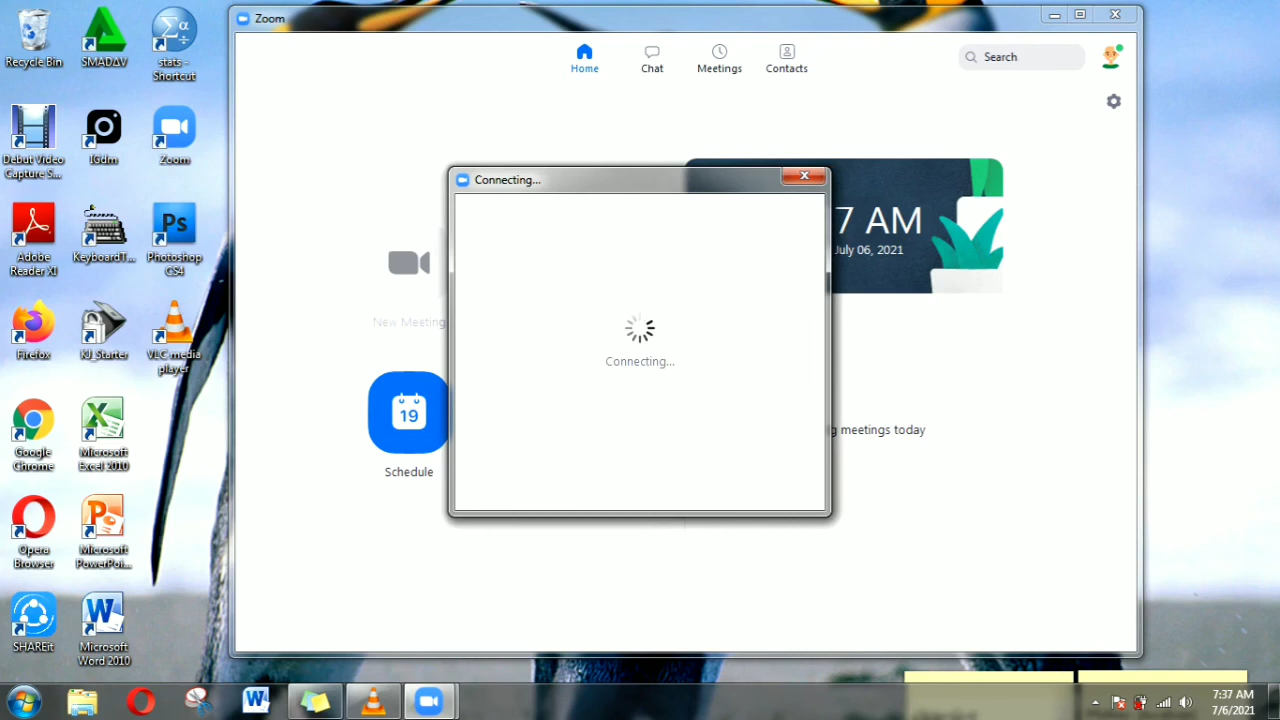 Recycle Bin
SMADΔV
stats -
Shortcut
Debut Video
Capture S...
IGdm
Zoom
Adobe
Reader XI
KeyboardT...
Ps
Photoshop
CS4
Firefox
KJ_Starter
VLC media
player
Google
Chrome
Microsoft
Excel 2010
Opera
Browser
Microsoft
PowerPoi...
SHAREit
Microsoft
Word 2010
Zoom
Home
Chat
Meetings
Contacts
Search
Connecting...
7 AM
July 06, 2021
New Meeting
Connecting...
19
Schedule
g meetings today
7:37 AM
7/6/2021